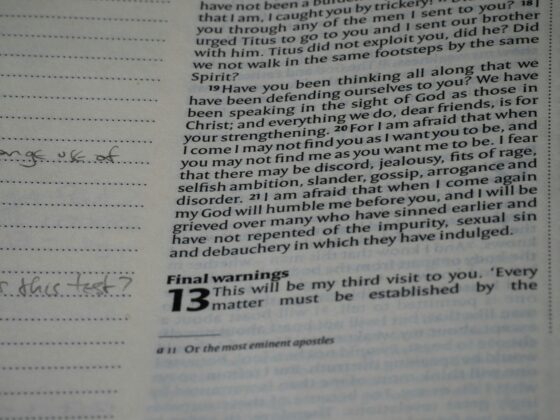 have not been a burden
that I am, I caught you by trickery!
you through any of the men I sent to you? 18 I
urged Titus to go to you and I sent our brother
with him. Titus did not exploit you, did he? Did
we not walk in the same footsteps by the same
Spirit?
19 Have you been thinking all along that we
have been defending ourselves to you? We have
been speaking in the sight of God as those in
Christ; and everything we do, dear friends, is for
your strengthening. 20 For I am afraid that when
I come I may not find you as I want you to be, and
you may not find me as you want me to be. I fear
that there may be discord, jealousy, fits of rage,
selfish ambition, slander, gossip, arrogance and
disorder. 21 I am afraid that when I come again
my God will humble me before you, and I will be
grieved over many who have sinned earlier and
have not repented of the impurity, sexual sin
and debauchery in which they have indulged.
Final warnings
13 This will be my third visit to you. ‘Every
matter must be established by the
a 11 Or the most eminent apostles
use of
this test?